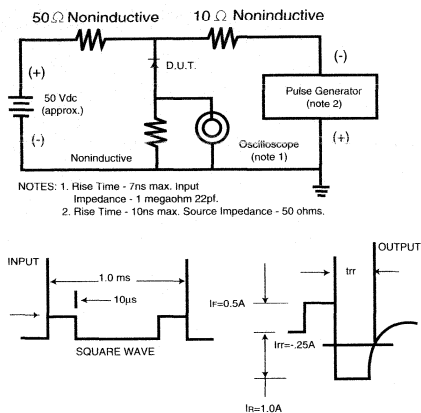 50Ω Noninductive
10Ω Noninductive
(+)
D.U.T.
(-)
50 Vdc
(approx.)
Pulse Generator
(note 2)
(-)
(+)
Noninductive
Oscilloscope
(note 1)
NOTES: 1. Rise Time - 7ns max. Input
Impedance - 1 megaohm 22pf.
2. Rise Time - 10ns max. Source Impedance - 50 ohms.
INPUT
1.0 ms
10µs
SQUARE WAVE
OUTPUT
trr
IF=0.5A
Irr=-.25A
IR=1.0A